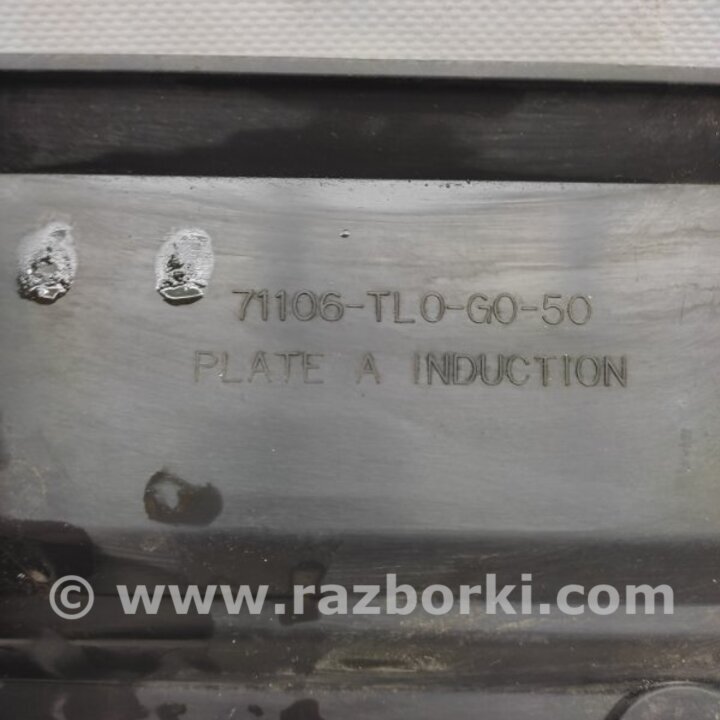 71106-TL0-G0-50
PLATE A INDUCTION
© www.razborki.com